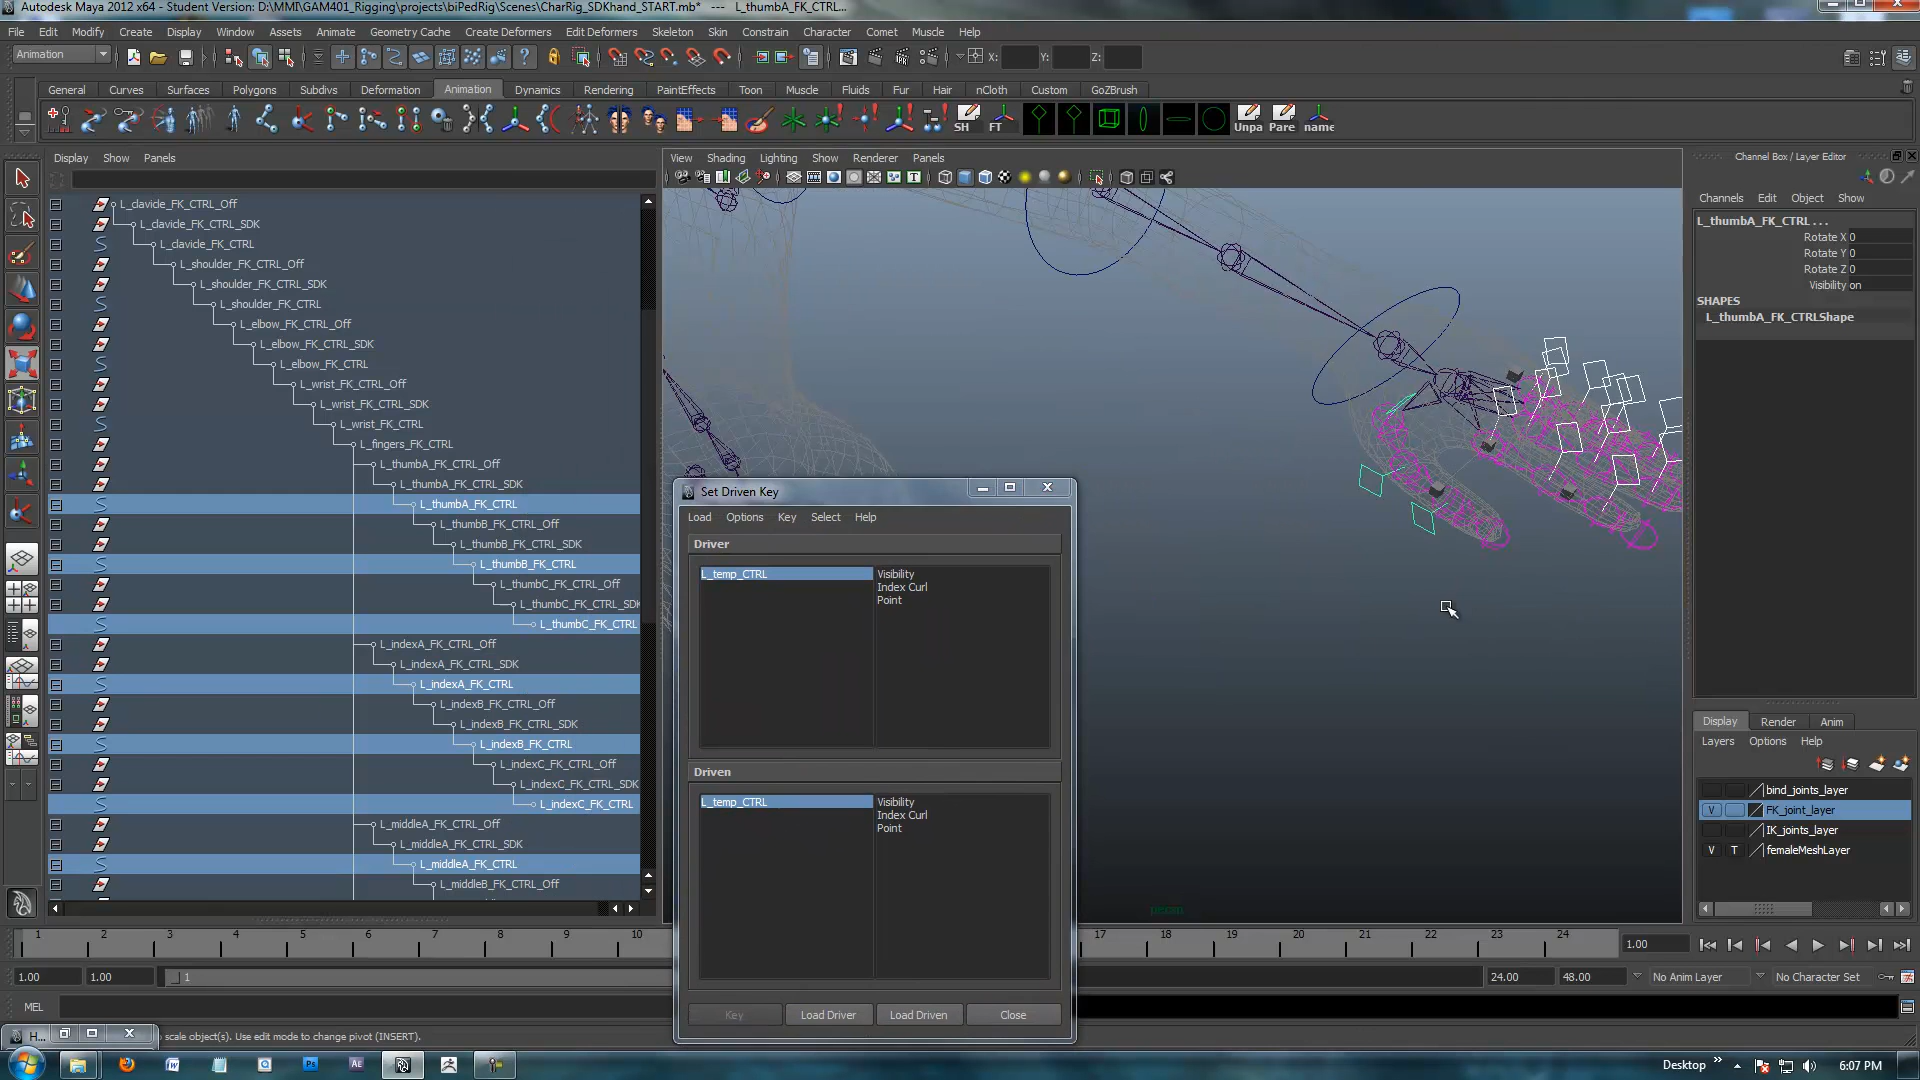 Autodesk Maya 2012 x64 - Student Version: D:\MMI\GAM401_Rigging\projects\biPedRig\Scenes\CharRig_SDKhand_START.mb* --- L_thumbA_FK_CTRL...
File Edit Modify Create Display Window Assets Animate Geometry Cache Create Deformers Edit Deformers Skeleton Skin Constrain Character Comet Muscle Help
Animation X: Y: Z:
General Curves Surfaces Polygons Subdivs Deformation Animation Dynamics Rendering PaintEffects Toon Muscle Fluids Fur Hair nCloth Custom GoZBrush
SH FT Unpa Pare name
Display Show Panels
View Shading Lighting Show Renderer Panels
Channel Box / Layer Editor
Channels Edit Object Show
L_thumbA_FK_CTRL . . .
Rotate X 0
Rotate Y 0
Rotate Z 0
Visibility on
SHAPES
L_thumbA_FK_CTRLShape
L_clavicle_FK_CTRL_Off
L_clavicle_FK_CTRL_SDK
L_clavicle_FK_CTRL
L_shoulder_FK_CTRL_Off
L_shoulder_FK_CTRL_SDK
L_shoulder_FK_CTRL
L_elbow_FK_CTRL_Off
L_elbow_FK_CTRL_SDK
L_elbow_FK_CTRL
L_wrist_FK_CTRL_Off
L_wrist_FK_CTRL_SDK
L_wrist_FK_CTRL
L_fingers_FK_CTRL
L_thumbA_FK_CTRL_Off
L_thumbA_FK_CTRL_SDK
L_thumbA_FK_CTRL
L_thumbB_FK_CTRL_Off
L_thumbB_FK_CTRL_SDK
L_thumbB_FK_CTRL
L_thumbC_FK_CTRL_Off
L_thumbC_FK_CTRL_SDK
L_thumbC_FK_CTRL
L_indexA_FK_CTRL_Off
L_indexA_FK_CTRL_SDK
L_indexA_FK_CTRL
L_indexB_FK_CTRL_Off
L_indexB_FK_CTRL_SDK
L_indexB_FK_CTRL
L_indexC_FK_CTRL_Off
L_indexC_FK_CTRL_SDK
L_indexC_FK_CTRL
L_middleA_FK_CTRL_Off
L_middleA_FK_CTRL_SDK
L_middleA_FK_CTRL
L_middleB_FK_CTRL_Off
Set Driven Key
Load Options Key Select Help
Driver
L_temp_CTRL
Visibility
Index Curl
Point
Driven
L_temp_CTRL
Visibility
Index Curl
Point
Key Load Driver Load Driven Close
persp
Display Render Anim
Layers Options Help
bind_joints_layer
V FK_joint_layer
IK_joints_layer
V T femaleMeshLayer
1 2 3 4 5 6 7 8 9 10 17 18 19 20 21 22 23 24 1.00
1.00 1.00 1 24.00 48.00 No Anim Layer No Character Set
MEL
H... scale object(s). Use edit mode to change pivot (INSERT).
Desktop 6:07 PM